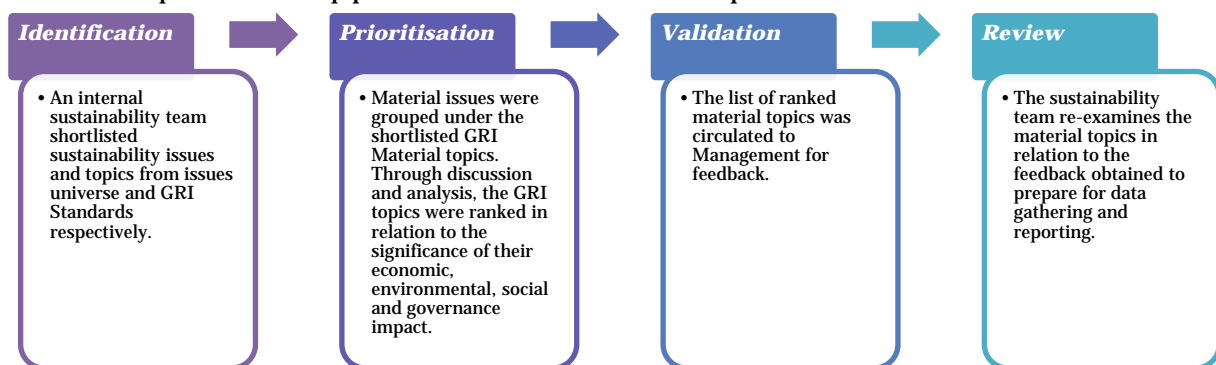 Identification
• An internal
sustainability team
shortlisted
sustainability issues
and topics from issues
universe and GRI
Standards
respectively.
Prioritisation
• Material issues were
grouped under the
shortlisted GRI
Material topics.
Through discussion
and analysis, the GRI
topics were ranked in
relation to the
significance of their
economic,
environmental, social
and governance
impact.
Validation
• The list of ranked
material topics was
circulated to
Management for
feedback.
Review
• The sustainability
team re-examines the
material topics in
relation to the
feedback obtained to
prepare for data
gathering and
reporting.